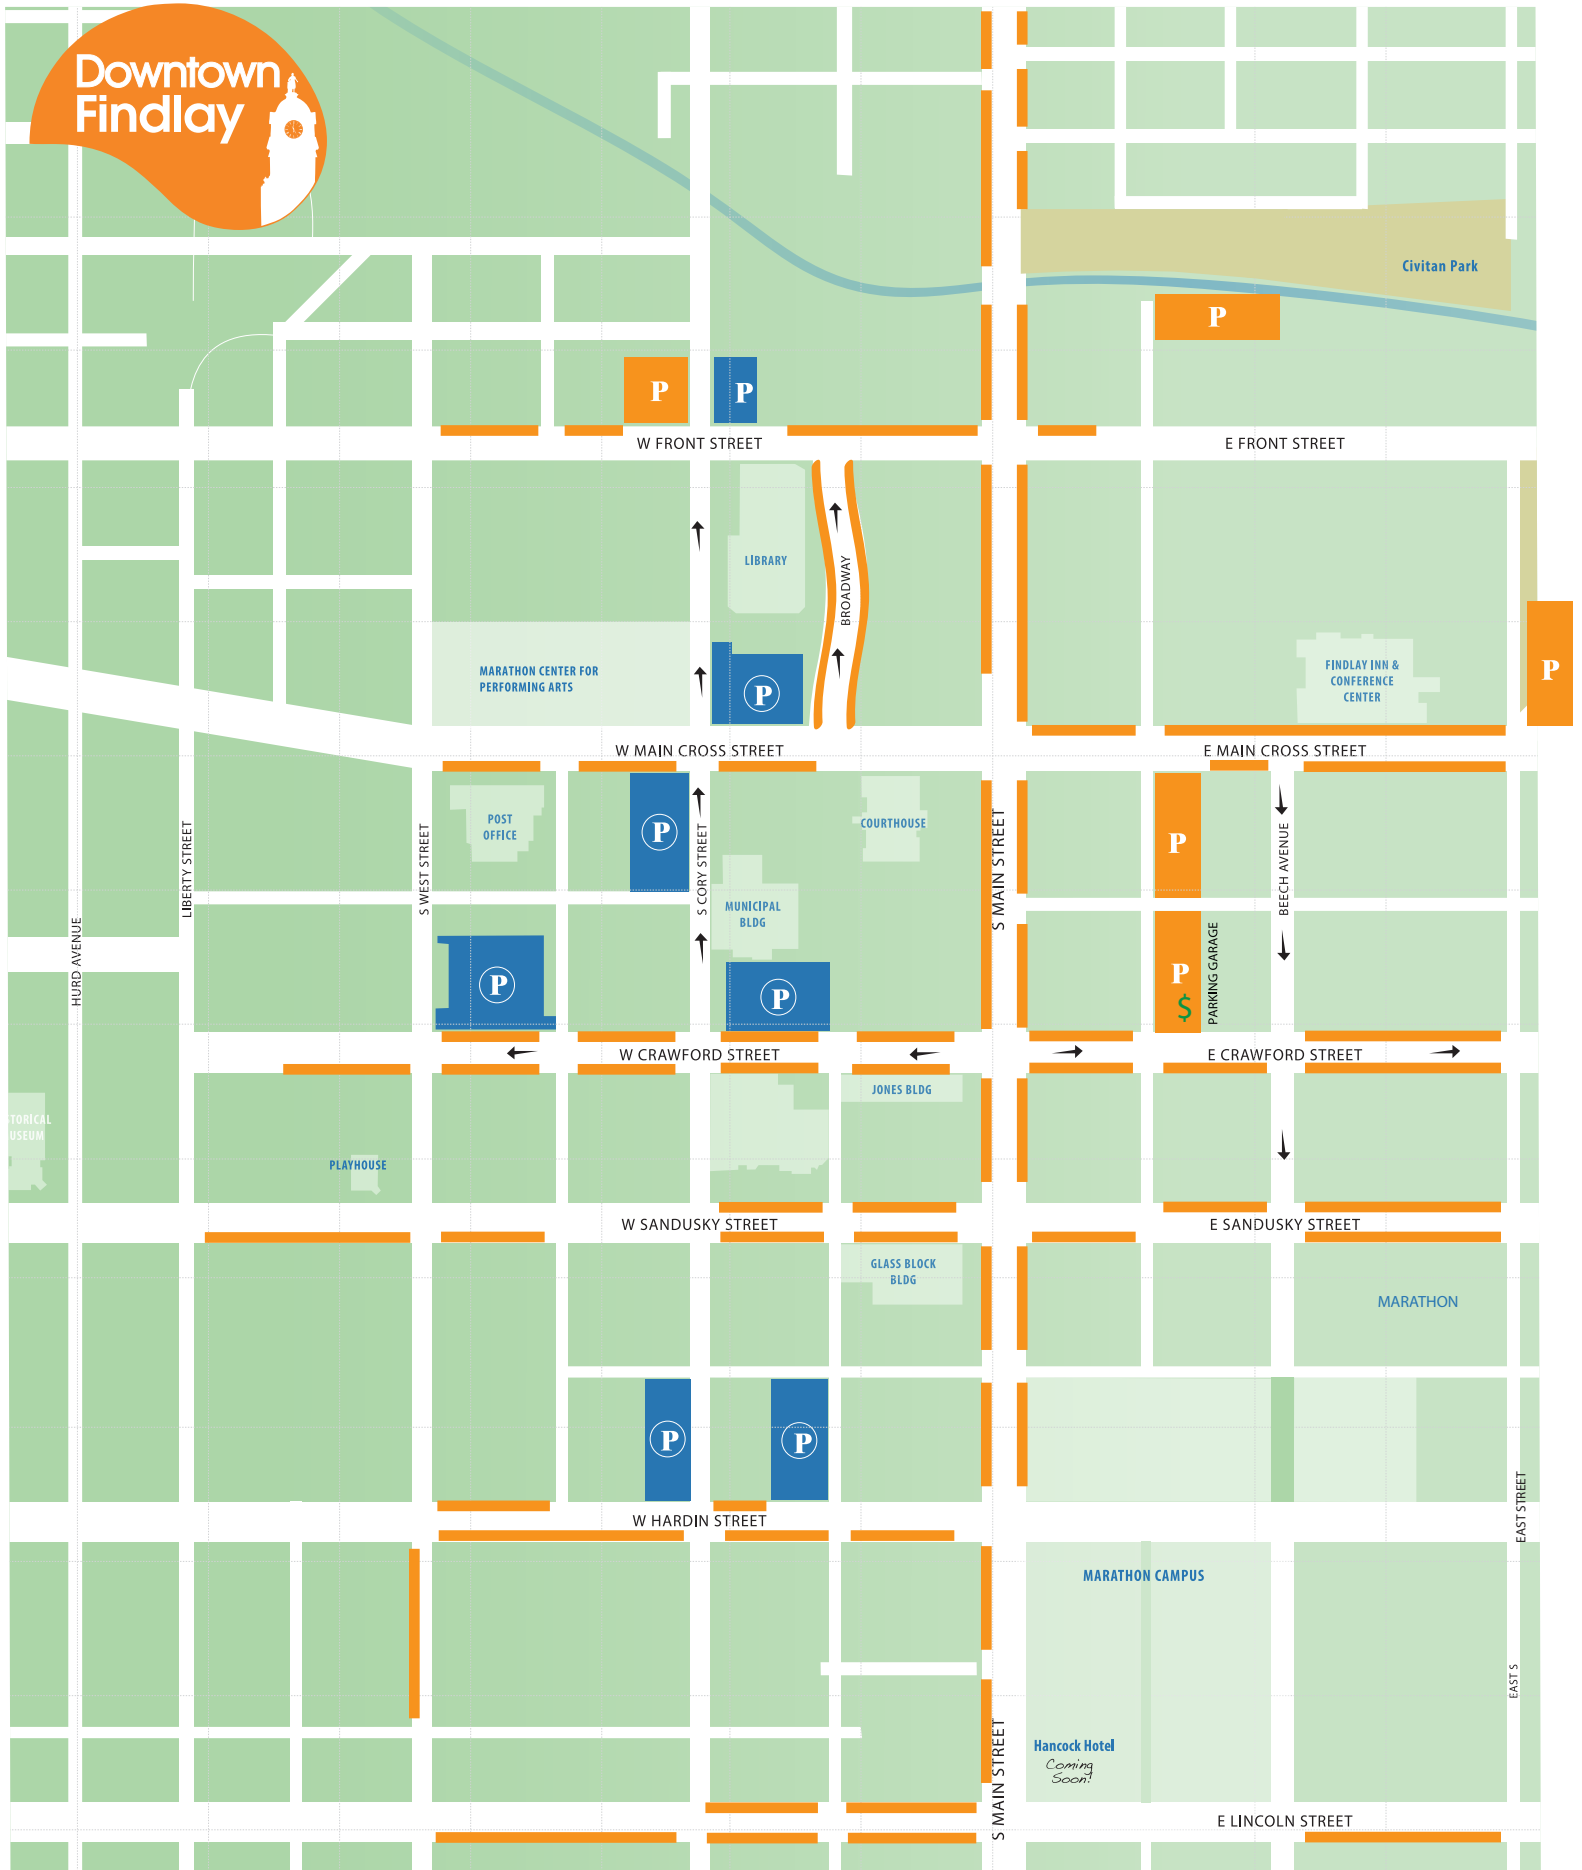 Downtown
Findlay
Civitan Park
P
P
P
W FRONT STREET
E FRONT STREET
LIBRARY
BROADWAY
MARATHON CENTER FOR
PERFORMING ARTS
P
FINDLAY INN &
CONFERENCE
CENTER
P
W MAIN CROSS STREET
E MAIN CROSS STREET
POST
OFFICE
P
COURTHOUSE
P
HURD AVENUE
LIBERTY STREET
S WEST STREET
S CORY STREET
S MAIN STREET
BEECH AVENUE
MUNICIPAL
BLDG
P
P
P
$
PARKING GARAGE
W CRAWFORD STREET
E CRAWFORD STREET
JONES BLDG
TORICAL
USEUM
PLAYHOUSE
W SANDUSKY STREET
E SANDUSKY STREET
GLASS BLOCK
BLDG
MARATHON
P
P
W HARDIN STREET
EAST STREET
MARATHON CAMPUS
EAST S
Hancock Hotel
Coming
Soon!
S MAIN STREET
E LINCOLN STREET